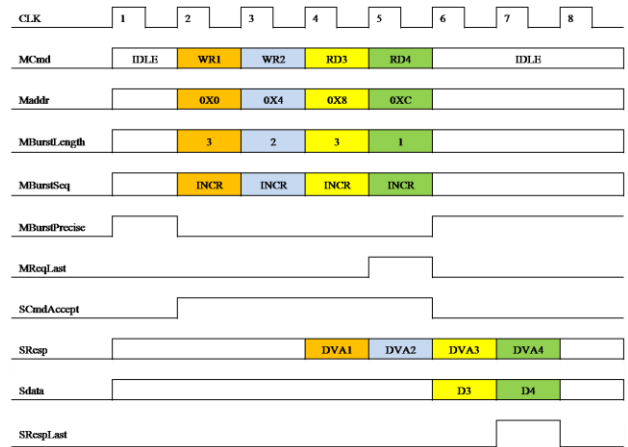 CLK 1 2 3 4 5 6 7 8
MCmd IDLE WR1 WR2 RD3 RD4 IDLE
Maddr 0X0 0X4 0X8 0XC
MBurstLength 3 2 3 1
MBurstSeq INCR INCR INCR INCR
MBurstPrecise
MReqLast
SCmdAccept
SResp DVA1 DVA2 DVA3 DVA4
Sdata D3 D4
SRespLast